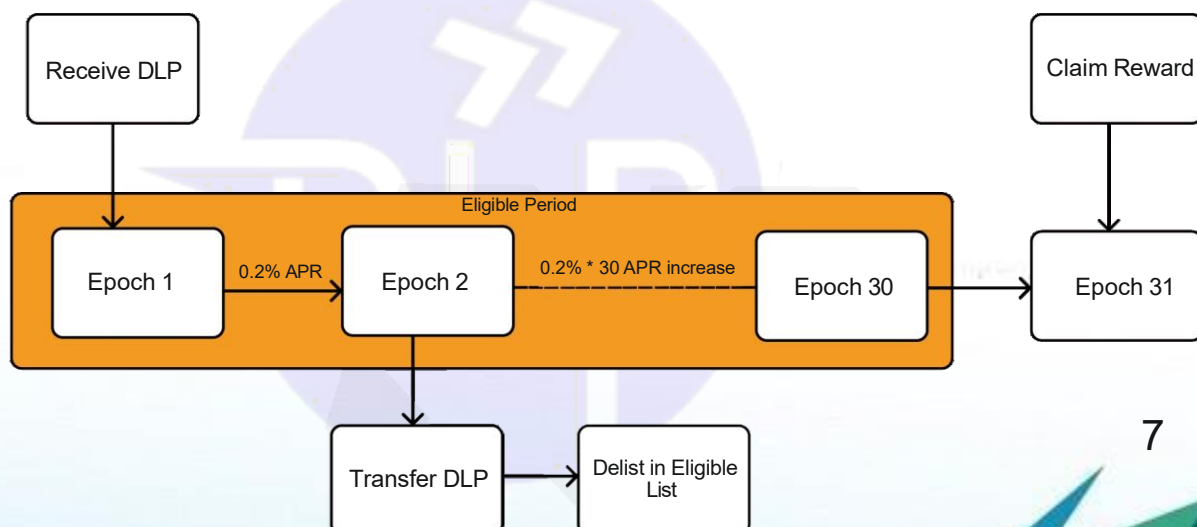 Receive DLP
Claim Reward
Eligible Period
Epoch 1
0.2% APR
Epoch 2
0.2% * 30 APR increase
Epoch 30
Epoch 31
Transfer DLP
Delist in Eligible
List
7
DLP